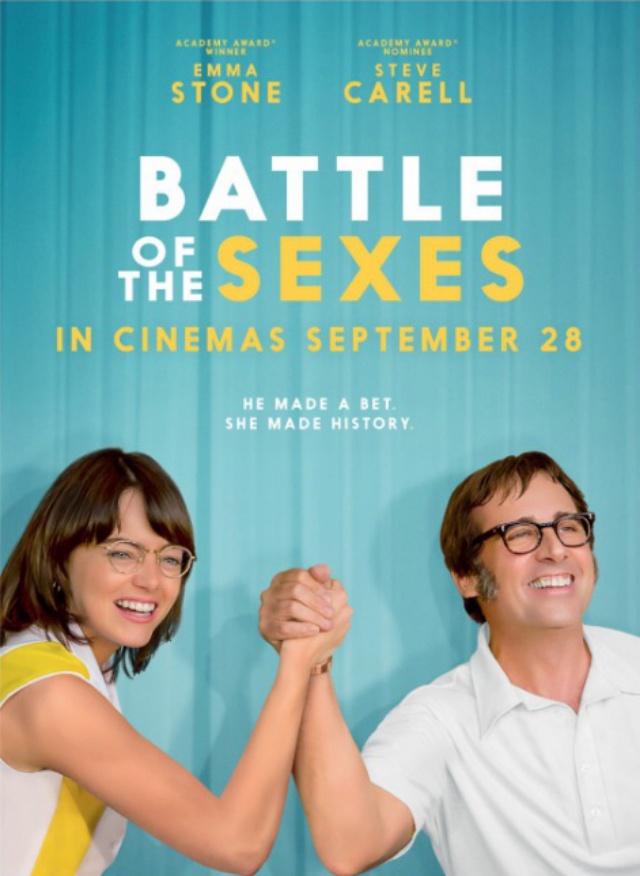 ACADEMY AWARD® WINNER
EMMA STONE
ACADEMY AWARD® NOMINEE
STEVE CARELL
BATTLE
OF THE SEXES
IN CINEMAS SEPTEMBER 28
HE MADE A BET.
SHE MADE HISTORY.